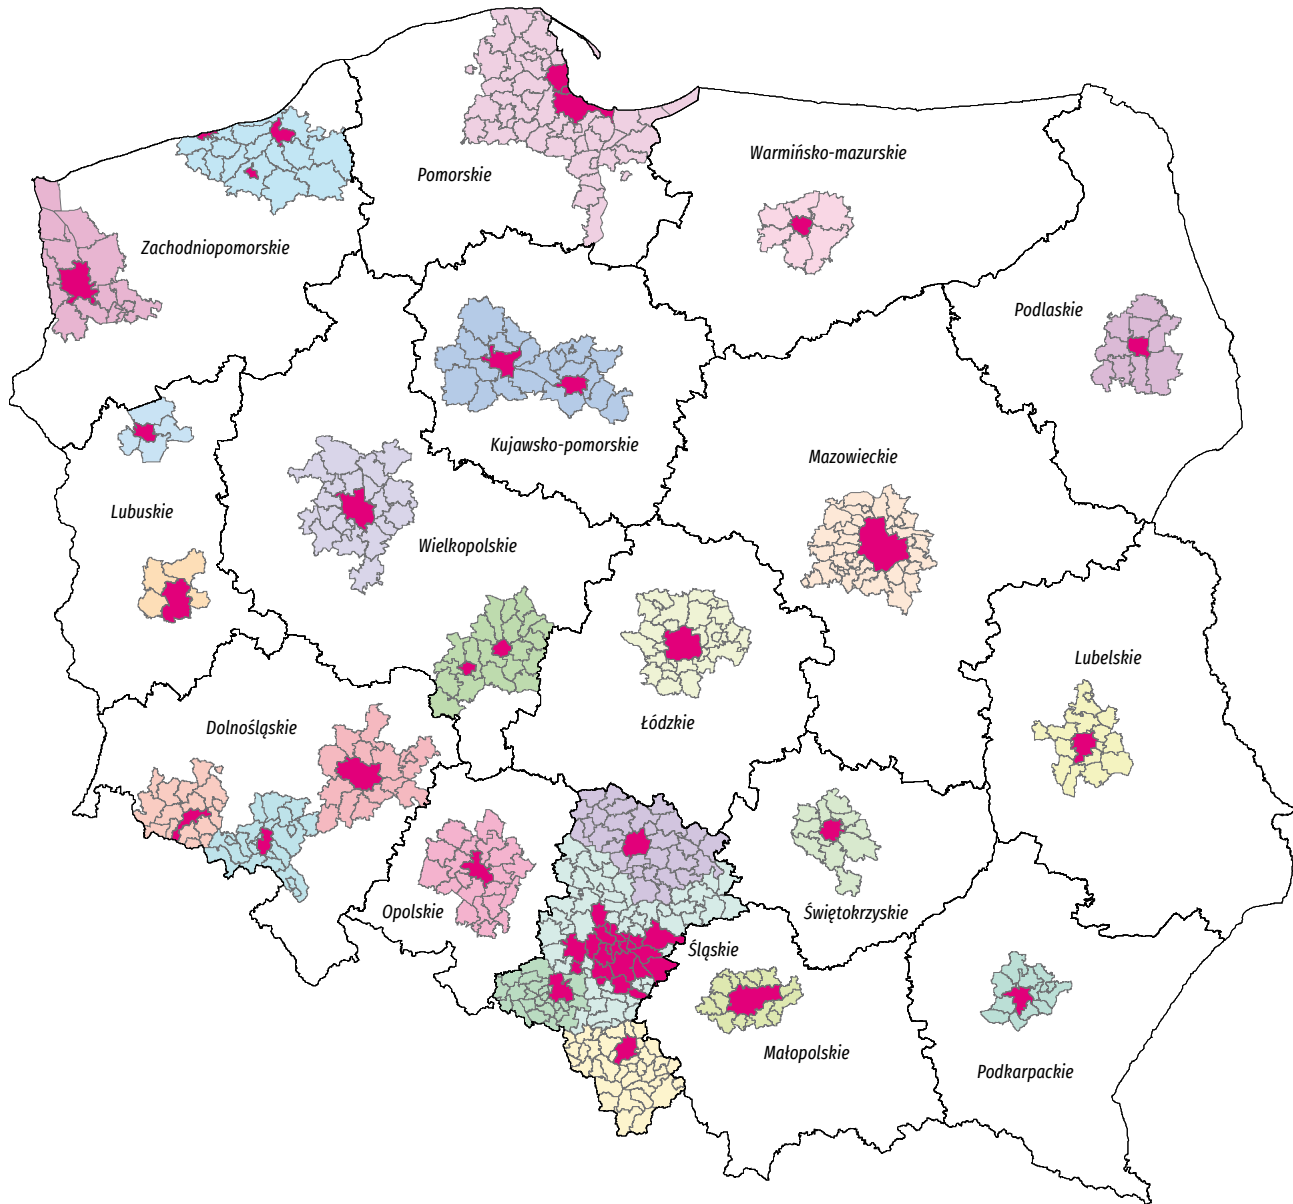 Warmińsko-mazurskie
Pomorskie
Zachodniopomorskie
Podlaskie
Kujawsko-pomorskie
Mazowieckie
Lubuskie
Wielkopolskie
Lubelskie
Łódzkie
Dolnośląskie
Opolskie
Świętokrzyskie
Śląskie
Małopolskie
Podkarpackie